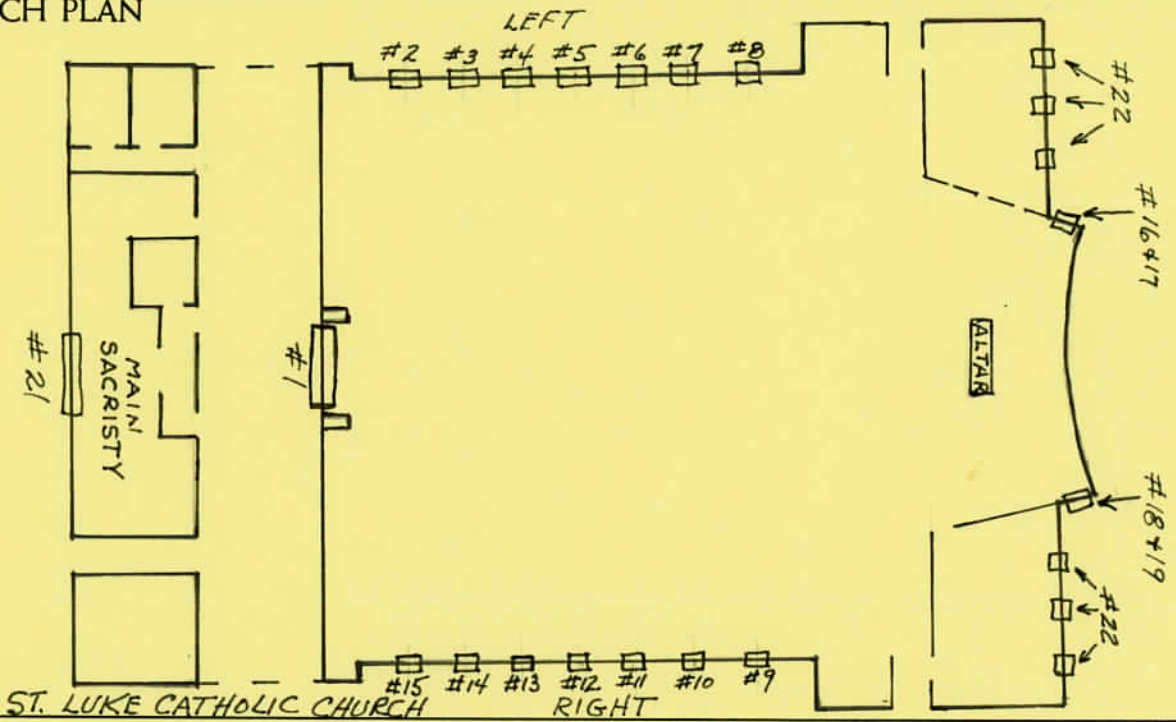 CH PLAN
LEFT
#2 #3 #4 #5 #6 #7 #8
#22
#16&17
ALTAR
#1
MAIN
SACRISTY
#21
#18&19
#22
#15 #14 #13 #12 #11 #10 #9
ST. LUKE CATHOLIC CHURCH RIGHT